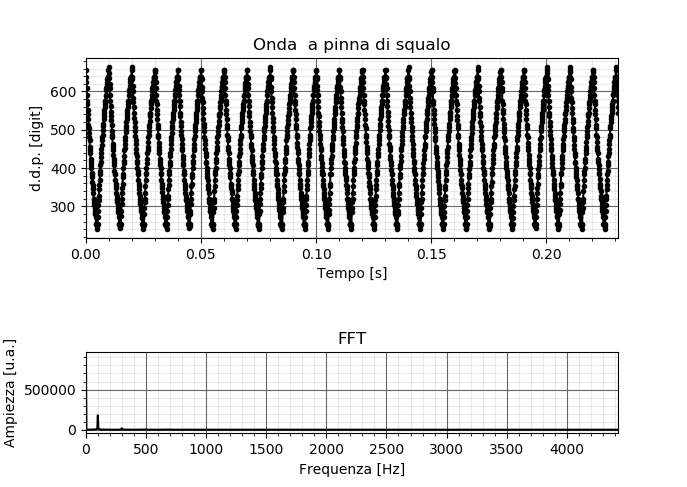 Onda  a pinna di squalo
d.d.p. [digit]
600
500
400
300
0.00 0.05 0.10 0.15 0.20
Tempo [s]
FFT
Ampiezza [u.a.]
500000
0
0 500 1000 1500 2000 2500 3000 3500 4000
Frequenza [Hz]